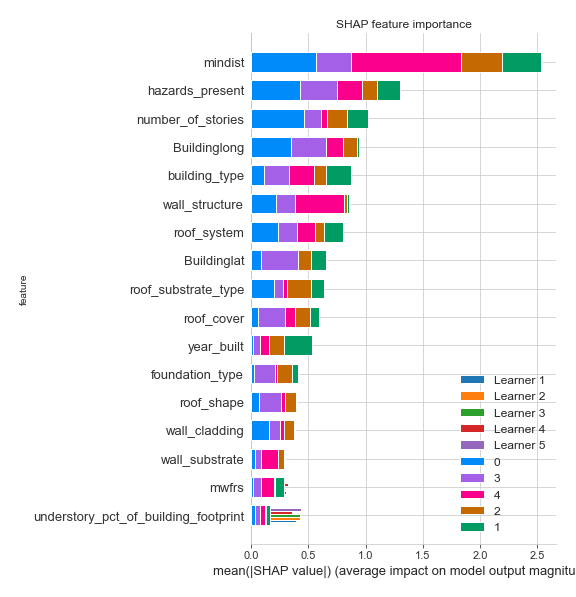 SHAP feature importance
mindist
hazards_present
number_of_stories
Buildinglong
building_type
wall_structure
roof_system
Buildinglat
roof_substrate_type
roof_cover
year_built
foundation_type
roof_shape
wall_cladding
wall_substrate
mwfrs
understory_pct_of_building_footprint
feature
Learner 1
Learner 2
Learner 3
Learner 4
Learner 5
0
3
4
2
1
0.0 0.5 1.0 1.5 2.0 2.5
mean(|SHAP value|) (average impact on model output magnitu